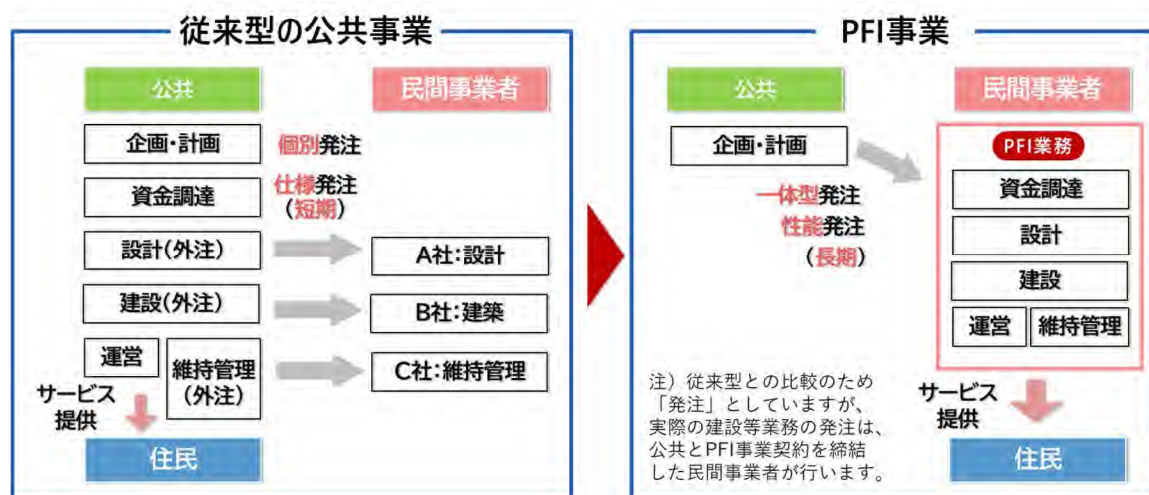 従来型の公共事業
公共
民間事業者
企画・計画
個別発注
資金調達
仕様発注
(短期)
設計(外注)
A社:設計
建設(外注)
B社:建築
運営
維持管理
(外注)
C社:維持管理
サービス
提供
住民
PFI事業
公共
民間事業者
企画・計画
PFI業務
一体型発注
性能発注
(長期)
資金調達
設計
建設
運営
維持管理
注）従来型との比較のため
「発注」としていますが、
実際の建設等業務の発注は、
公共とPFI事業契約を締結
した民間事業者が行います。
サービス
提供
住民